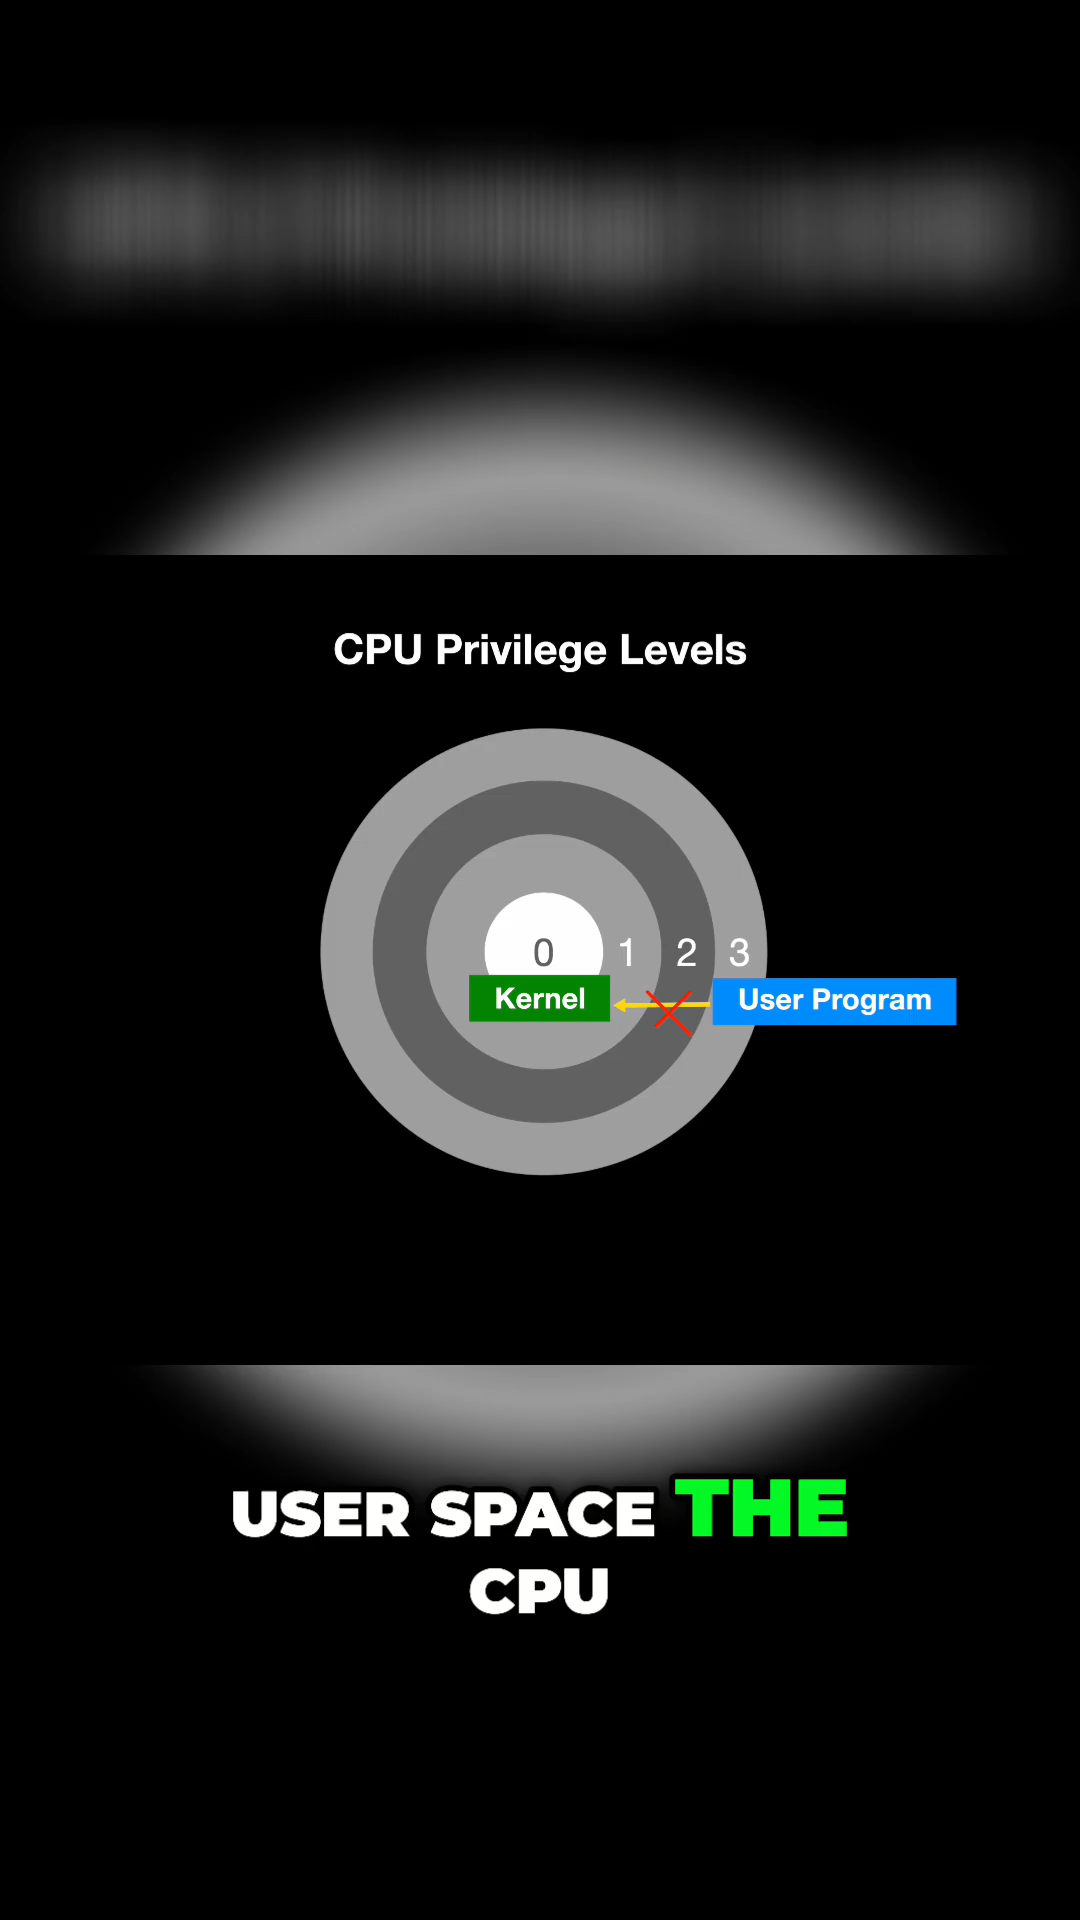 CPU Privilege Levels
0 1 2 3
Kernel User Program
USER SPACE THE
CPU